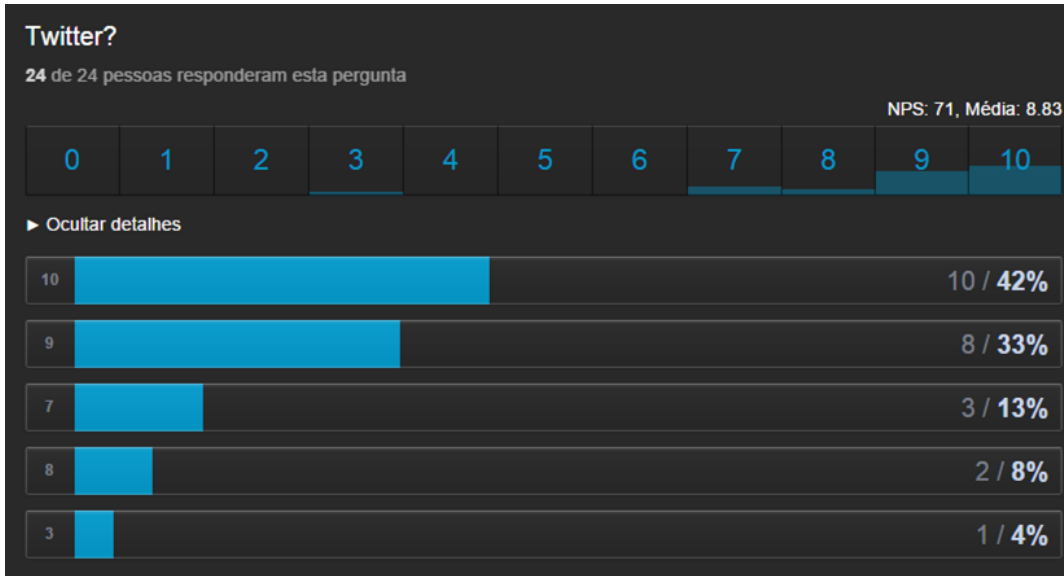 Twitter?
24 de 24 pessoas responderam esta pergunta
NPS: 71, Média: 8.83
0 1 2 3 4 5 6 7 8 9 10
► Ocultar detalhes
10 10 / 42%
9 8 / 33%
7 3 / 13%
8 2 / 8%
3 1 / 4%